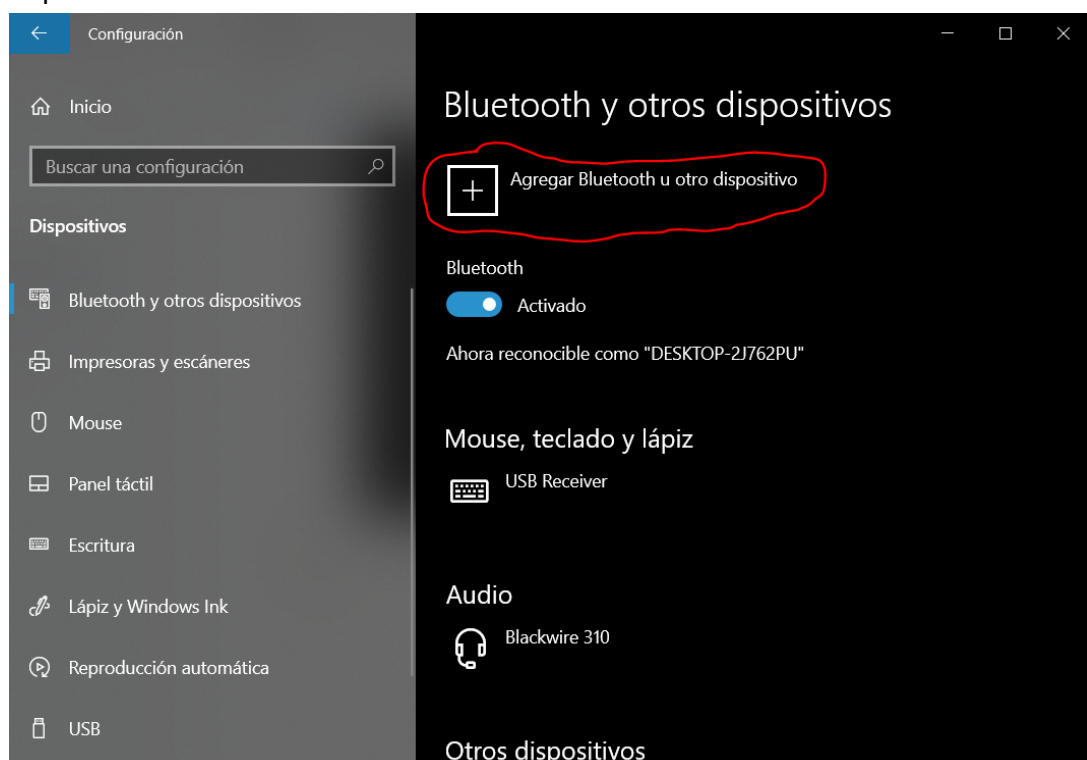 Configuración
Inicio
Buscar una configuración
Dispositivos
Bluetooth y otros dispositivos
Impresoras y escáneres
Mouse
Panel táctil
Escritura
Lápiz y Windows Ink
Reproducción automática
USB
Bluetooth y otros dispositivos
Agregar Bluetooth u otro dispositivo
Bluetooth
Activado
Ahora reconocible como "DESKTOP-2J762PU"
Mouse, teclado y lápiz
USB Receiver
Audio
Blackwire 310
Otros dispositivos